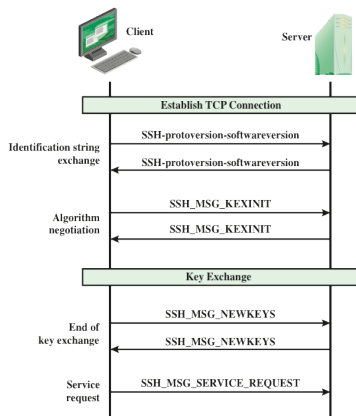 Client
Server
Establish TCP Connection
Identification string
exchange
SSH-protoversion-softwareversion
SSH-protoversion-softwareversion
Algorithm
negotiation
SSH_MSG_KEXINIT
SSH_MSG_KEXINIT
Key Exchange
End of
key exchange
SSH_MSG_NEWKEYS
SSH_MSG_NEWKEYS
Service
request
SSH_MSG_SERVICE_REQUEST